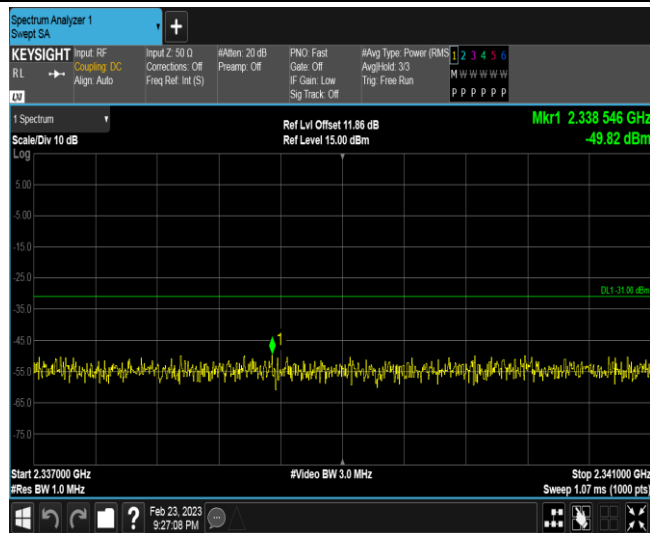 Spectrum Analyzer 1
Swept SA
KEYSIGHT
RL
LXI
Input: RF
Coupling: DC
Align: Auto
Input Z: 50 Ω
Corrections: Off
Freq Ref: Int (S)
#Atten: 20 dB
Preamp: Off
PNO: Fast
Gate: Off
IF Gain: Low
Sig Track: Off
#Avg Type: Power (RMS
Avg|Hold: 3/3
Trig: Free Run
1 2 3 4 5 6
M W W W W W
P P P P P P
1 Spectrum
Scale/Div 10 dB
Ref Lvl Offset 11.86 dB
Ref Level 15.00 dBm
Mkr1 2.338 546 GHz
-49.82 dBm
Log
5.00
-5.00
-15.0
-25.0
DL1 -31.00 dBm
-35.0
1
-45.0
-55.0
-65.0
-75.0
Start 2.337000 GHz
#Res BW 1.0 MHz
#Video BW 3.0 MHz
Stop 2.341000 GHz
Sweep 1.07 ms (1000 pts)
?
Feb 23, 2023
9:27:08 PM